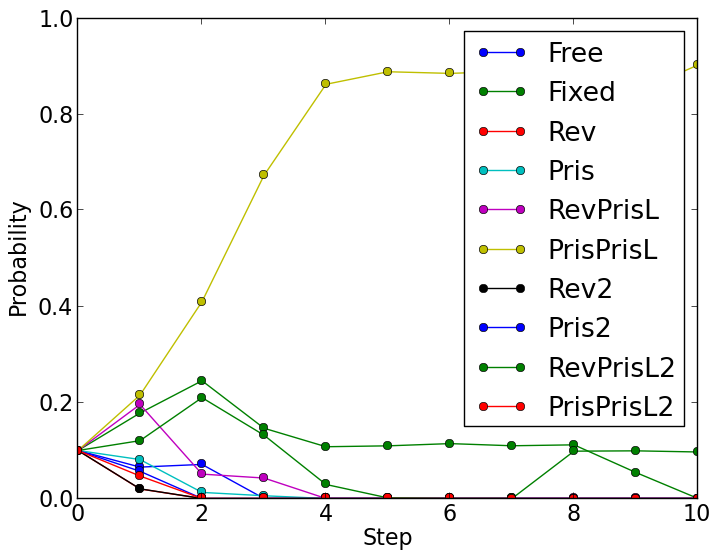 1.0
0.8
0.6
0.4
0.2
0.0
Probability
Free
Fixed
Rev
Pris
RevPrisL
PrisPrisL
Rev2
Pris2
RevPrisL2
PrisPrisL2
0 2 4 6 8 10
Step